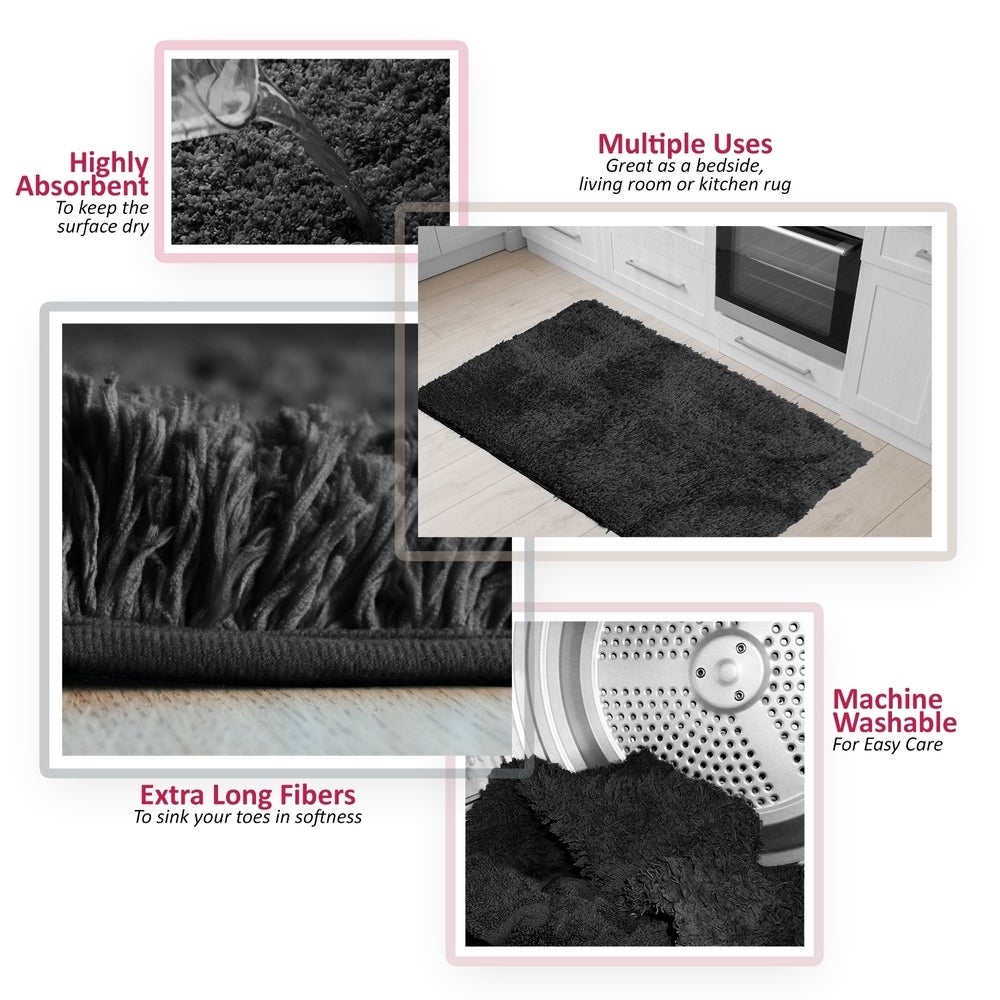 Highly
Absorbent
To keep the
surface dry
Multiple Uses
Great as a bedside,
living room or kitchen rug
Extra Long Fibers
To sink your toes in softness
Machine
Washable
For Easy Care